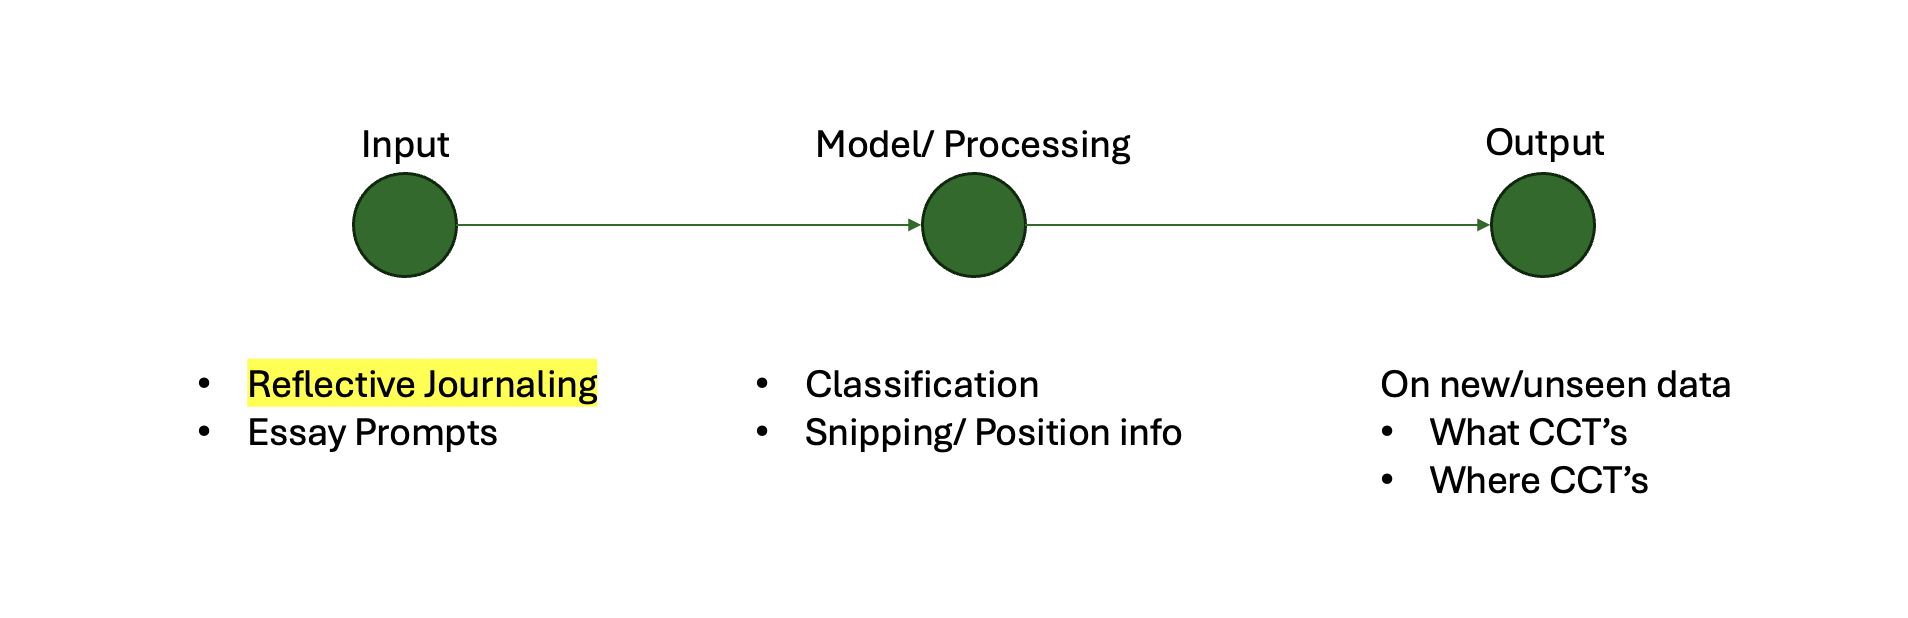 Input
Model/ Processing
Output
• Reflective Journaling
• Essay Prompts
• Classification
• Snipping/ Position info
On new/unseen data
• What CCT’s
• Where CCT’s